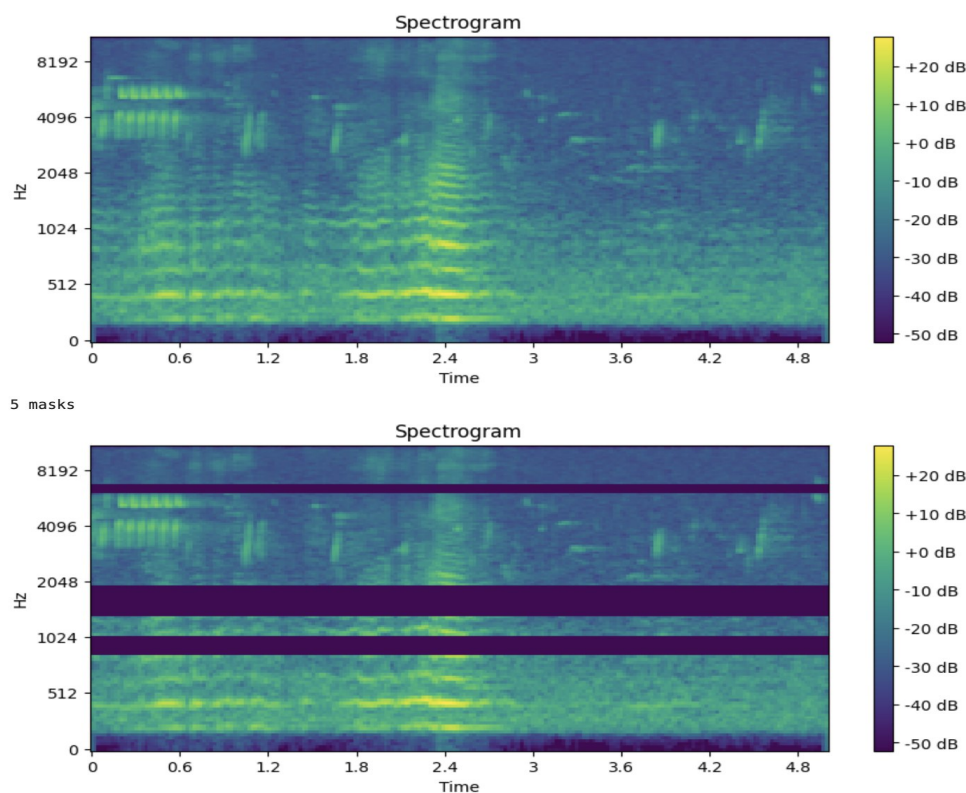 Spectrogram
8192
4096
2048
1024
512
0
Hz
0 0.6 1.2 1.8 2.4 3 3.6 4.2 4.8
Time
+20 dB
+10 dB
+0 dB
-10 dB
-20 dB
-30 dB
-40 dB
-50 dB
5 masks
Spectrogram
8192
4096
2048
1024
512
0
Hz
0 0.6 1.2 1.8 2.4 3 3.6 4.2 4.8
Time
+20 dB
+10 dB
+0 dB
-10 dB
-20 dB
-30 dB
-40 dB
-50 dB